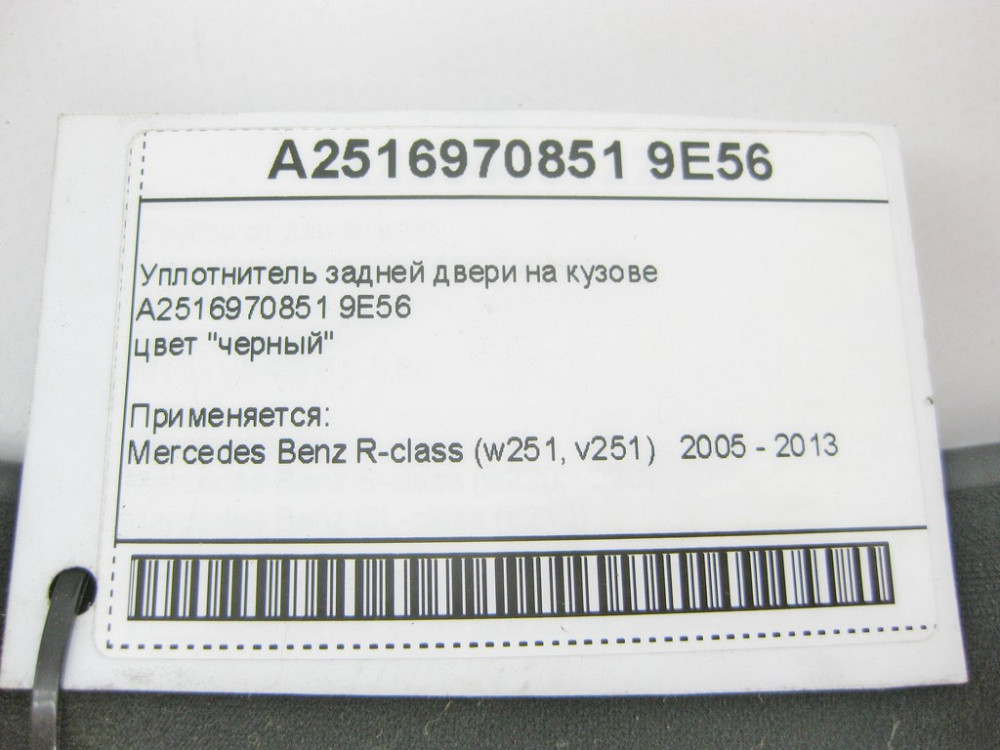 A2516970851 9E56
Уплотнитель задней двери на кузове
A2516970851 9E56
цвет "черный"
Применяется:
Mercedes Benz R-class (w251, v251) 2005 - 2013